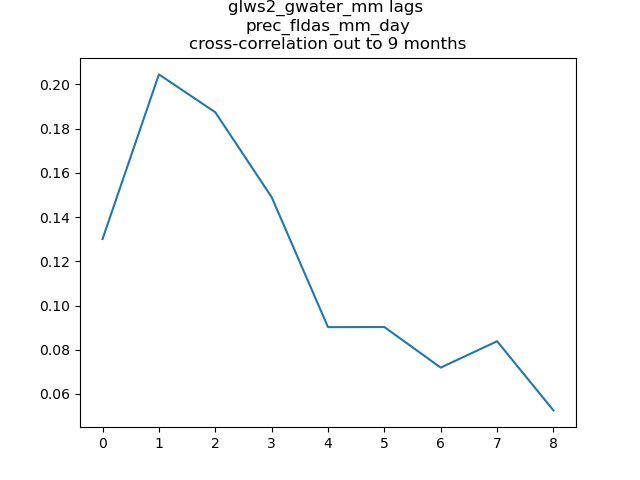 glws2_gwater_mm lags
prec_fldas_mm_day
cross-correlation out to 9 months
0.20
0.18
0.16
0.14
0.12
0.10
0.08
0.06
0 1 2 3 4 5 6 7 8